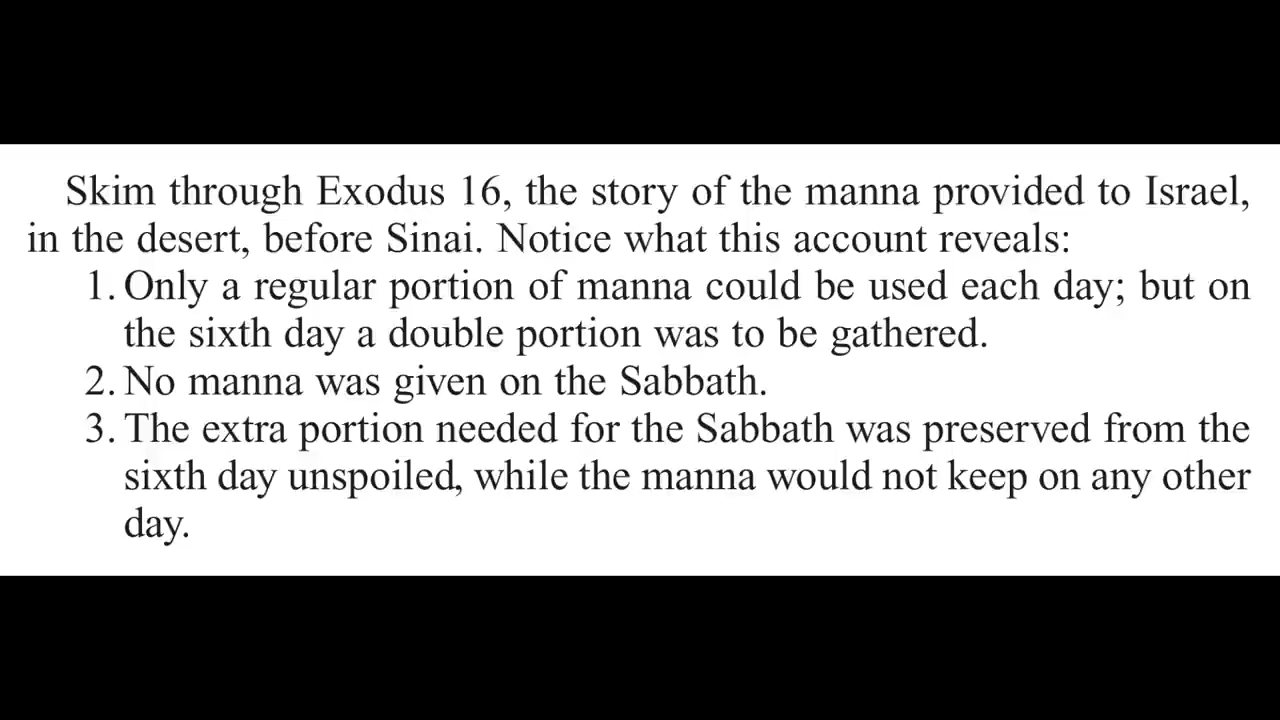 Skim through Exodus 16, the story of the manna provided to Israel,
in the desert, before Sinai. Notice what this account reveals:
1. Only a regular portion of manna could be used each day; but on
the sixth day a double portion was to be gathered.
2. No manna was given on the Sabbath.
3. The extra portion needed for the Sabbath was preserved from the
sixth day unspoiled, while the manna would not keep on any other
day.